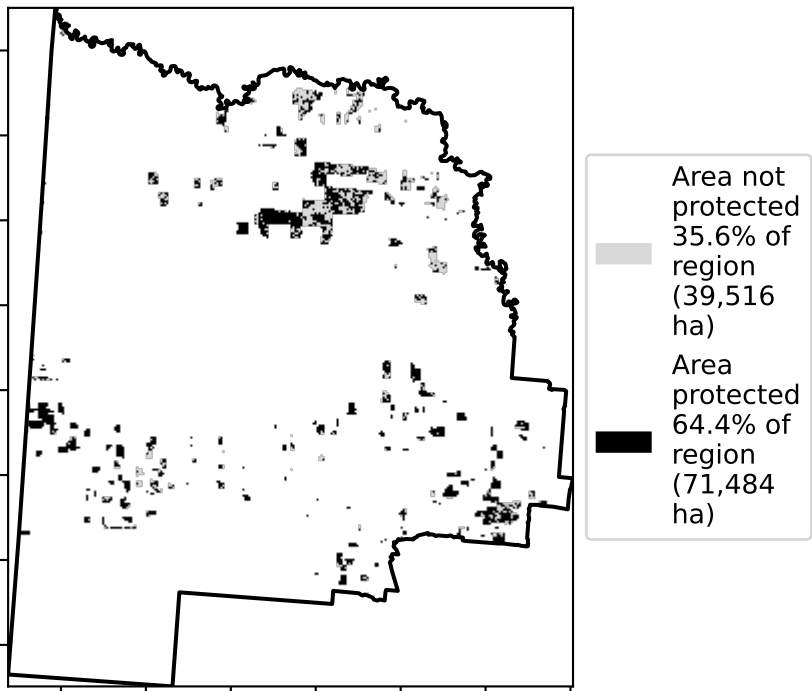 Area not
protected
35.6% of
region
(39,516
ha)
Area
protected
64.4% of
region
(71,484
ha)